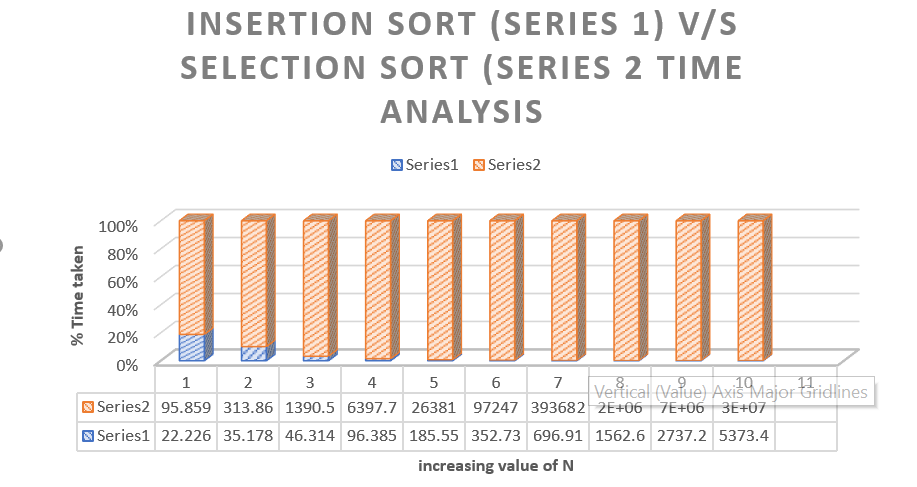 INSERTION SORT (SERIES 1) V/S
SELECTION SORT (SERIES 2 TIME
ANALYSIS
Series1 Series2
% Time taken
100%
80%
60%
40%
20%
0%
1 2 3 4 5 6 7 8 9 10 11
Vertical (Value) Axis Major Gridlines
Series2 95.859 313.86 1390.5 6397.7 26381 97247 393682 2E+06 7E+06 3E+07
Series1 22.226 35.178 46.314 96.385 185.55 352.73 696.91 1562.6 2737.2 5373.4
increasing value of N